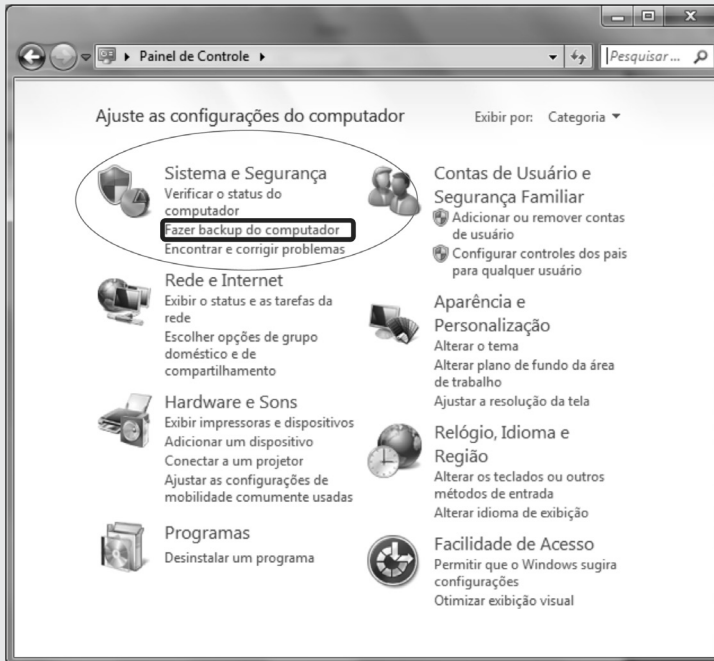 Painel de Controle
Pesquisar ...
Ajuste as configurações do computador
Exibir por: Categoria
Sistema e Segurança
Verificar o status do
computador
Fazer backup do computador
Encontrar e corrigir problemas
Rede e Internet
Exibir o status e as tarefas da
rede
Escolher opções de grupo
doméstico e de
compartilhamento
Hardware e Sons
Exibir impressoras e dispositivos
Adicionar um dispositivo
Conectar a um projetor
Ajustar as configurações de
mobilidade comumente usadas
Programas
Desinstalar um programa
Contas de Usuário e
Segurança Familiar
Adicionar ou remover contas
de usuário
Configurar controles dos pais
para qualquer usuário
Aparência e
Personalização
Alterar o tema
Alterar plano de fundo da área
de trabalho
Ajustar a resolução da tela
Relógio, Idioma e
Região
Alterar os teclados ou outros
métodos de entrada
Alterar idioma de exibição
Facilidade de Acesso
Permitir que o Windows sugira
configurações
Otimizar exibição visual